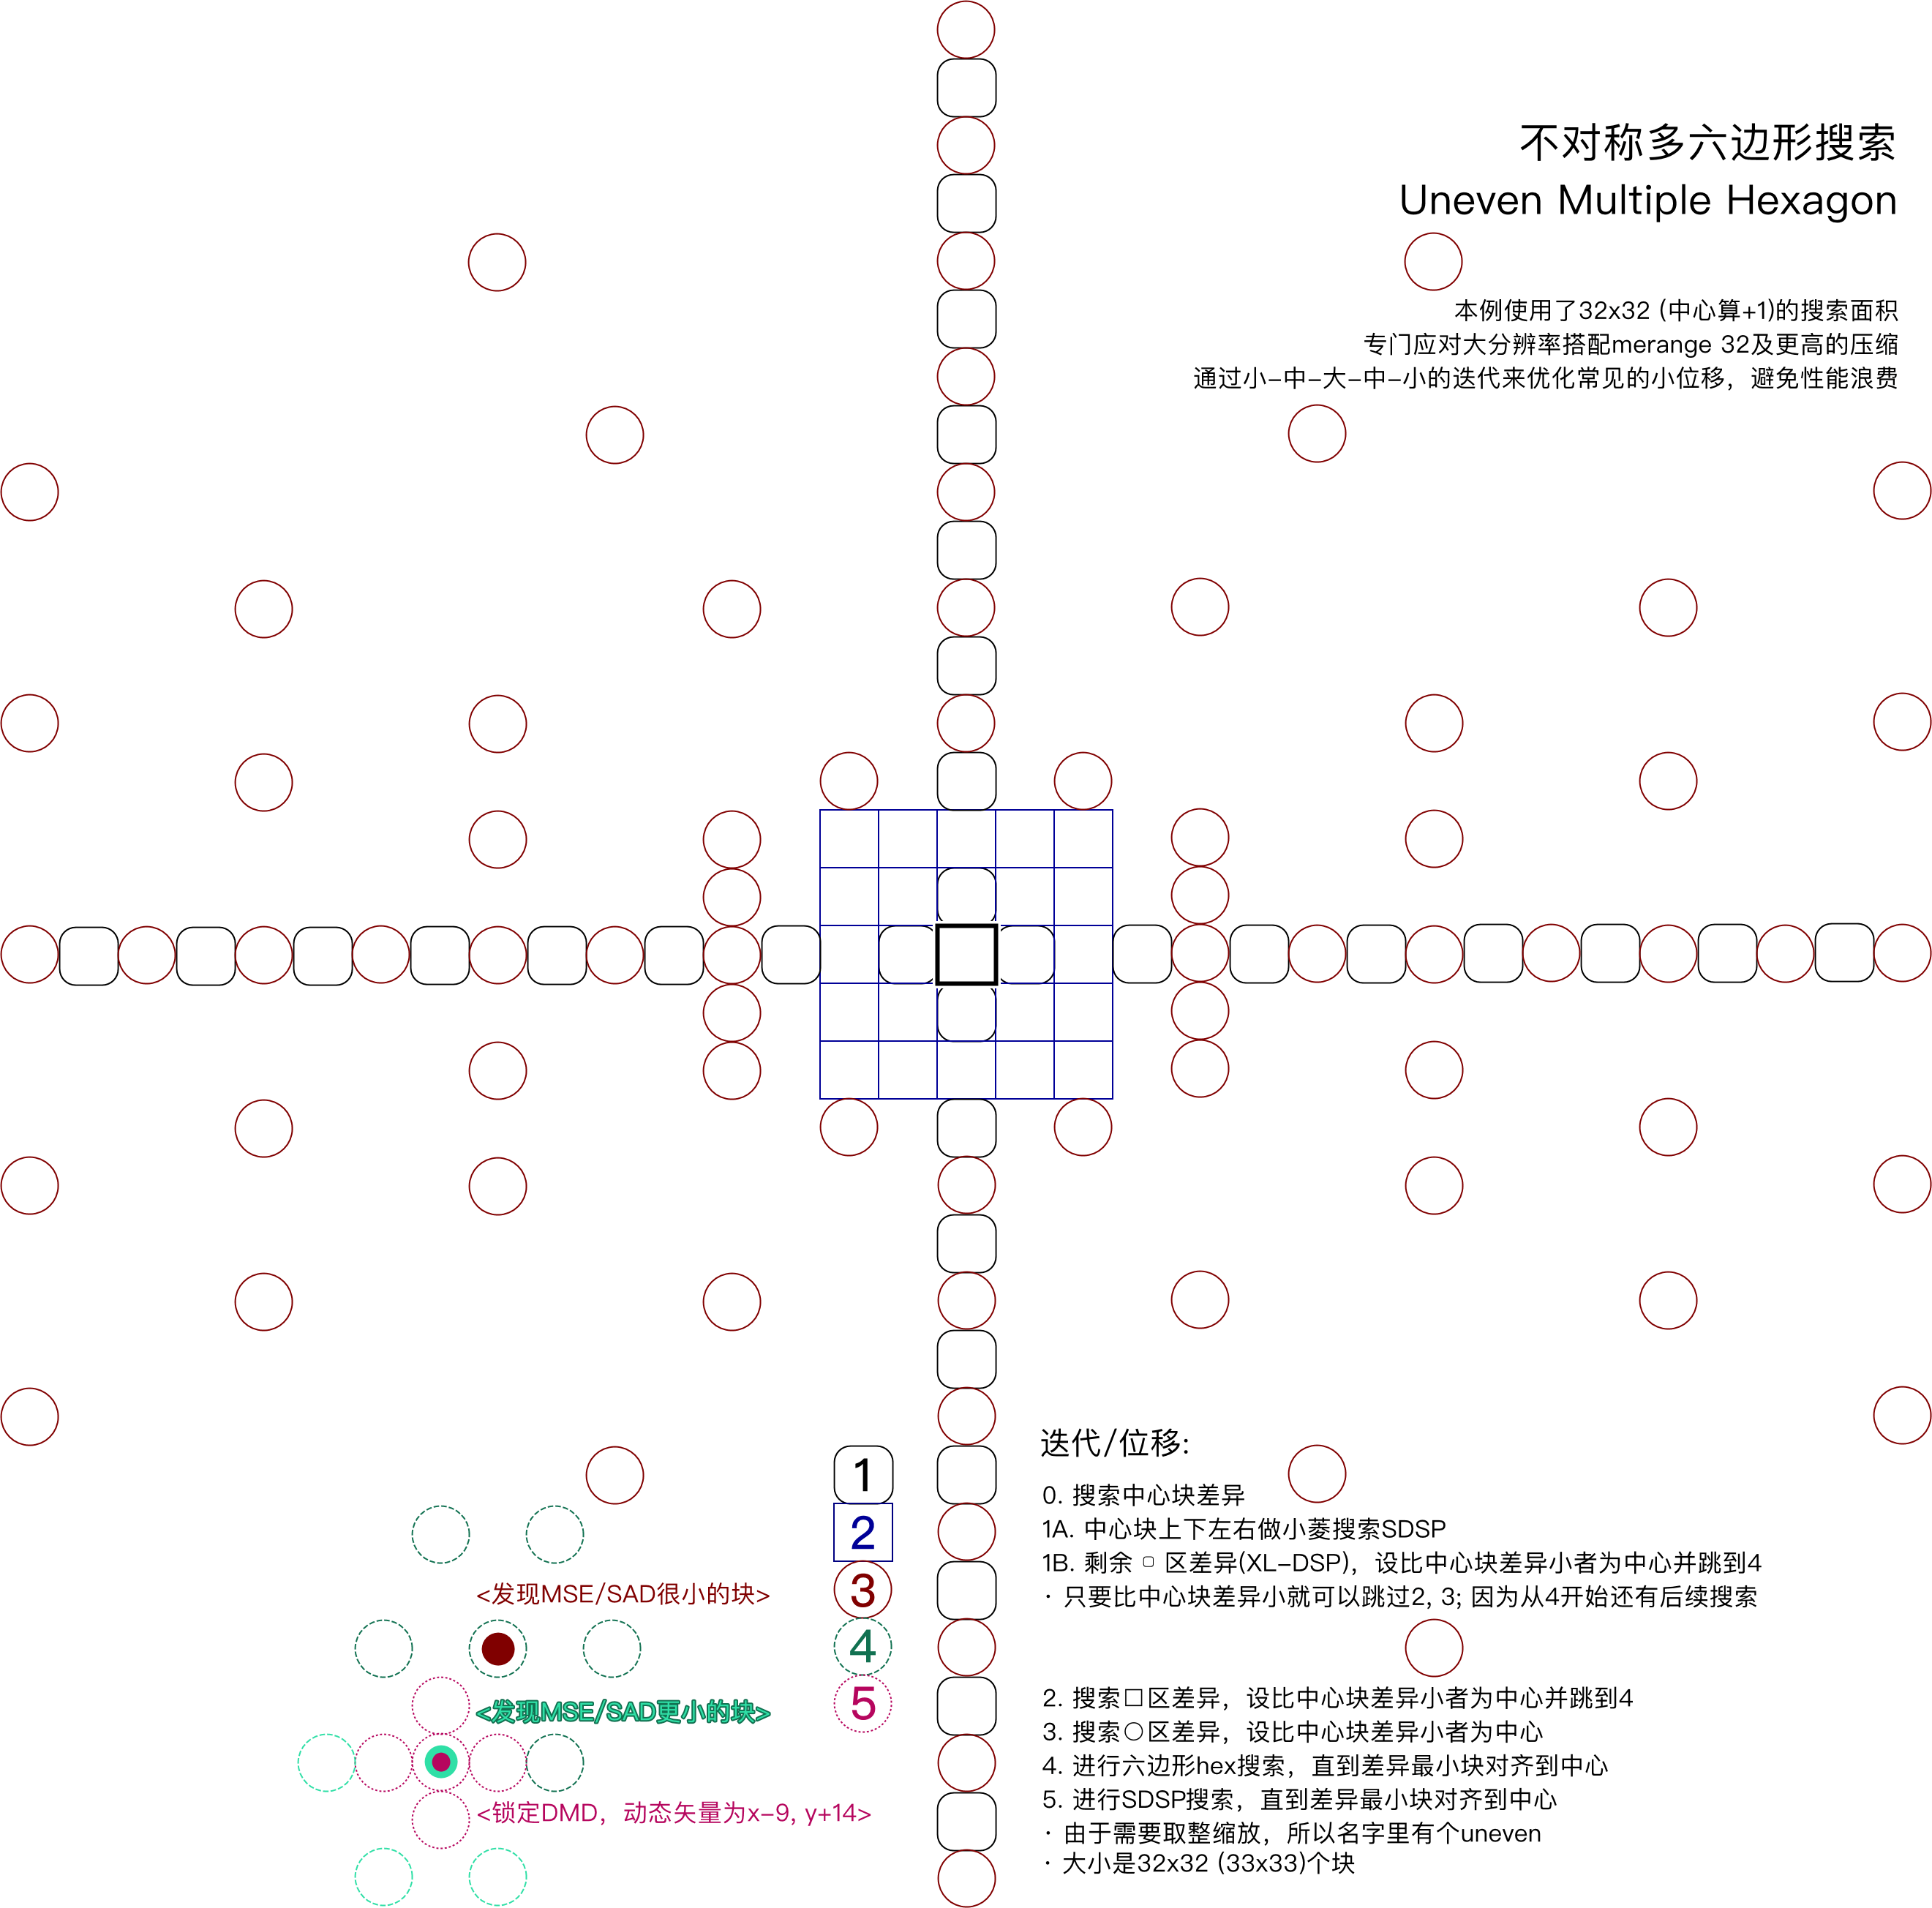 不对称多六边形搜索
Uneven Multiple Hexagon
本例使用了32x32 (中心算+1)的搜索面积
专门应对大分辨率搭配merange 32及更高的压缩
通过小-中-大-中-小的迭代来优化常见的小位移，避免性能浪费
1
2
3
4
5
<发现MSE/SAD很小的块>
<发现MSE/SAD更小的块>
<锁定DMD，动态矢量为x-9, y+14>
迭代/位移:
0. 搜索中心块差异
1A. 中心块上下左右做小菱搜索SDSP
1B. 剩余 ▢ 区差异(XL-DSP)，设比中心块差异小者为中心并跳到4
· 只要比中心块差异小就可以跳过2, 3; 因为从4开始还有后续搜索
2. 搜索□区差异，设比中心块差异小者为中心并跳到4
3. 搜索○区差异，设比中心块差异小者为中心
4. 进行六边形hex搜索，直到差异最小块对齐到中心
5. 进行SDSP搜索，直到差异最小块对齐到中心
· 由于需要取整缩放，所以名字里有个uneven
· 大小是32x32 (33x33)个块